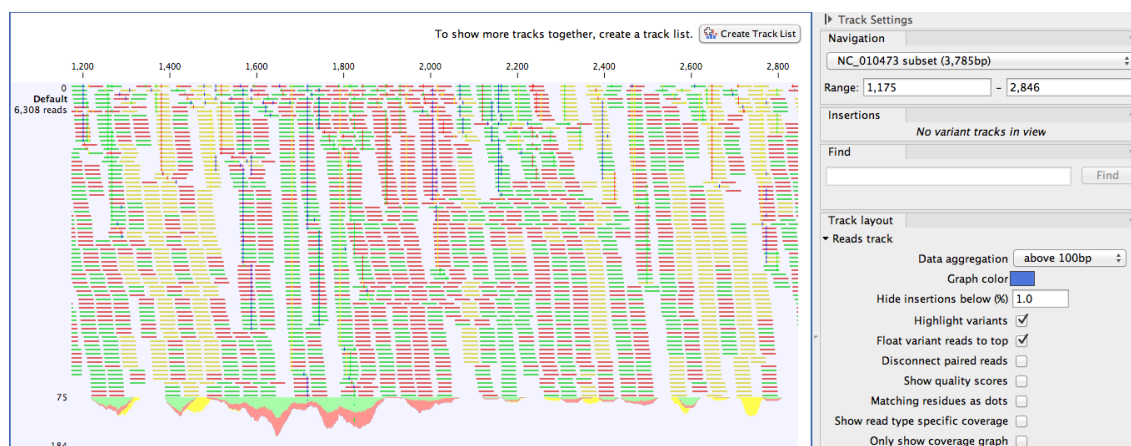 To show more tracks together, create a track list. Create Track List
1,200 1,400 1,600 1,800 2,000 2,200 2,400 2,600 2,800
0
Default
6,308 reads
75
184
Track Settings
Navigation
NC_010473 subset (3,785bp)
Range: 1,175 - 2,846
Insertions
No variant tracks in view
Find
Find
Track layout
Reads track
Data aggregation above 100bp
Graph color
Hide insertions below (%) 1.0
Highlight variants
Float variant reads to top
Disconnect paired reads
Show quality scores
Matching residues as dots
Show read type specific coverage
Only show coverage graph